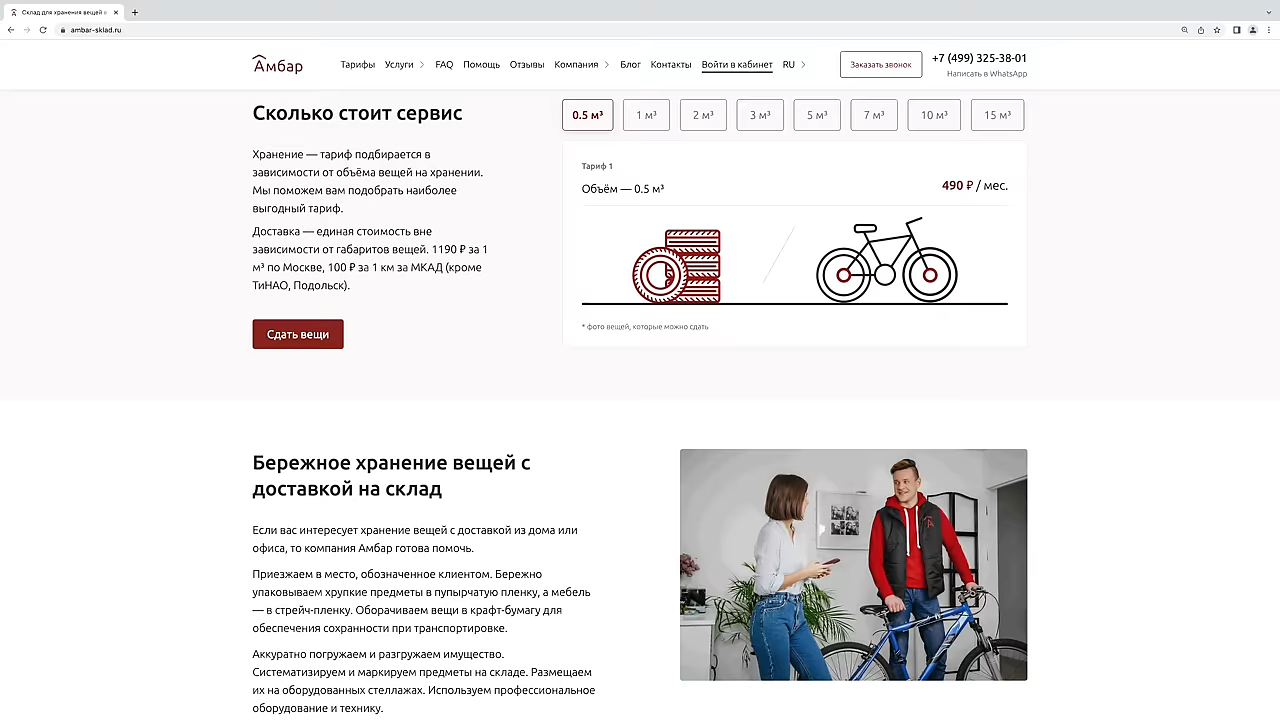 Склад для хранения вещей в
ambar-sklad.ru
Амбар
Тарифы Услуги FAQ Помощь Отзывы Компания Блог Контакты Войти в кабинет RU
Заказать звонок
+7 (499) 325-38-01
Написать в WhatsApp
Сколько стоит сервис
Хранение — тариф подбирается в
зависимости от объёма вещей на хранении.
Мы поможем вам подобрать наиболее
выгодный тариф.
Доставка — единая стоимость вне
зависимости от габаритов вещей. 1190 ₽ за 1
м³ по Москве, 100 ₽ за 1 км за МКАД (кроме
ТиНАО, Подольск).
Сдать вещи
0.5 м³ 1 м³ 2 м³ 3 м³ 5 м³ 7 м³ 10 м³ 15 м³
Тариф 1
Объём — 0.5 м³
490 ₽ / мес.
* фото вещей, которые можно сдать
Бережное хранение вещей с
доставкой на склад
Если вас интересует хранение вещей с доставкой из дома или
офиса, то компания Амбар готова помочь.
Приезжаем в место, обозначенное клиентом. Бережно
упаковываем хрупкие предметы в пупырчатую пленку, а мебель
— в стрейч-пленку. Оборачиваем вещи в крафт-бумагу для
обеспечения сохранности при транспортировке.
Аккуратно погружаем и разгружаем имущество.
Систематизируем и маркируем предметы на складе. Размещаем
их на оборудованных стеллажах. Используем профессиональное
оборудование и технику.